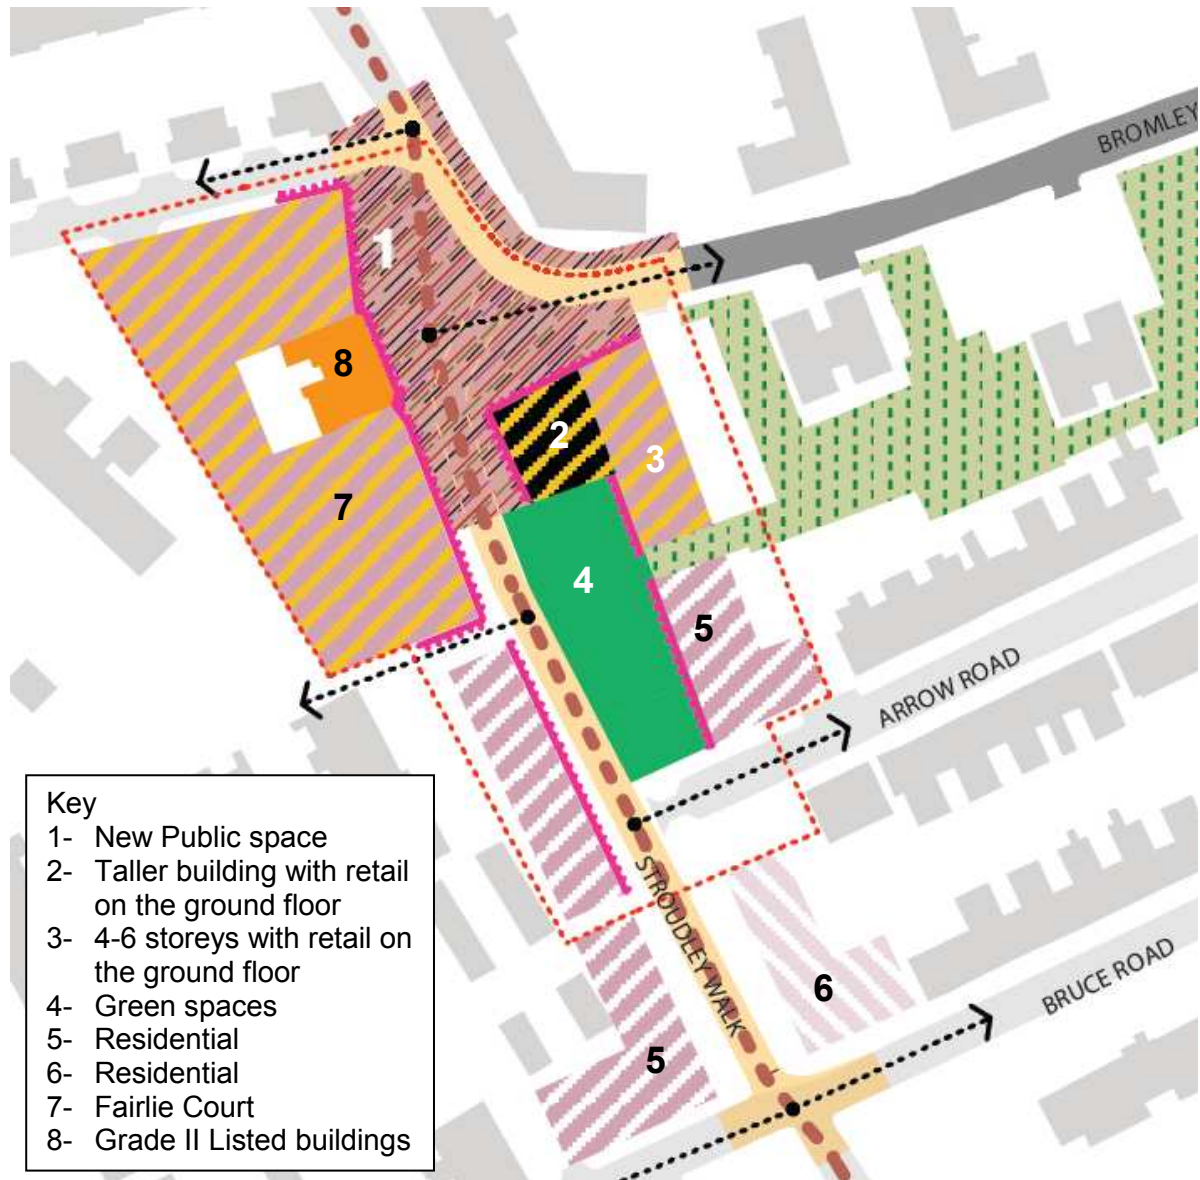 BROMLEY
1
8
2
3
7
4
5
ARROW ROAD
STROUDLEY WALK
6
BRUCE ROAD
5
Key
1- New Public space
2- Taller building with retail
on the ground floor
3- 4-6 storeys with retail on
the ground floor
4- Green spaces
5- Residential
6- Residential
7- Fairlie Court
8- Grade II Listed buildings